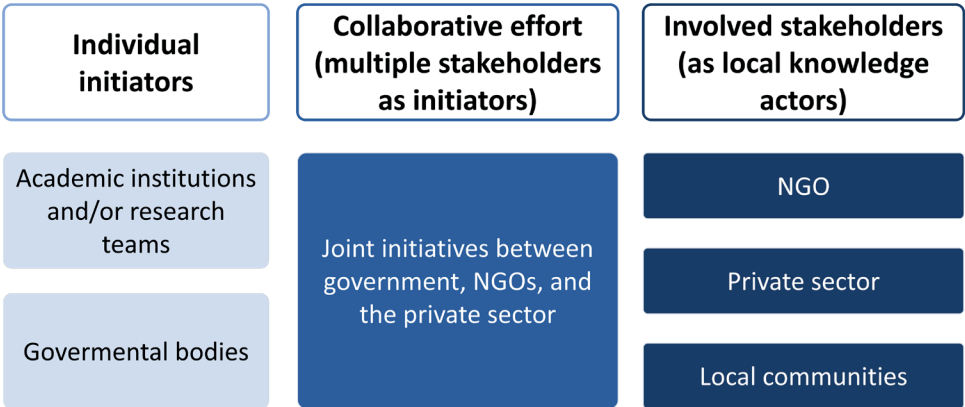 Individual
initiators
Academic institutions
and/or research
teams
Govermental bodies
Collaborative effort
(multiple stakeholders
as initiators)
Joint initiatives between
government, NGOs, and
the private sector
Involved stakeholders
(as local knowledge
actors)
NGO
Private sector
Local communities